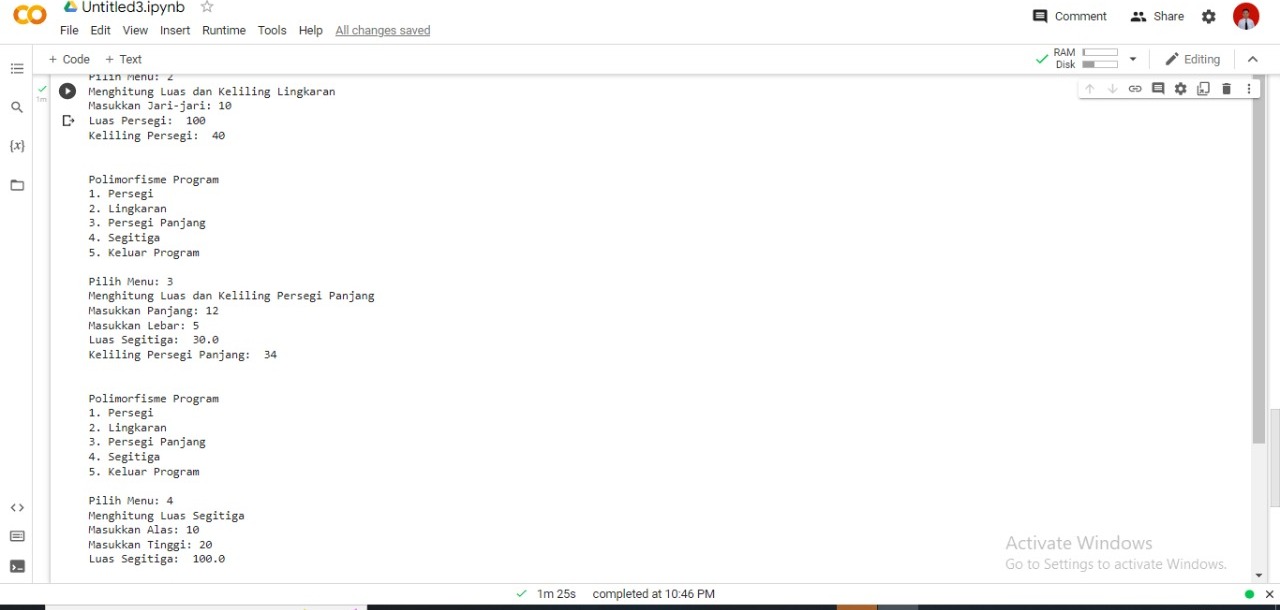 Untitled3.ipynb
Comment Share
File Edit View Insert Runtime Tools Help All changes saved
+ Code + Text
RAM
Disk
Editing
Pilih Menu: 2
1m
Menghitung Luas dan Keliling Lingkaran
Masukkan Jari-jari: 10
Luas Persegi: 100
Keliling Persegi: 40
{x}
Polimorfisme Program
1. Persegi
2. Lingkaran
3. Persegi Panjang
4. Segitiga
5. Keluar Program
Pilih Menu: 3
Menghitung Luas dan Keliling Persegi Panjang
Masukkan Panjang: 12
Masukkan Lebar: 5
Luas Segitiga: 30.0
Keliling Persegi Panjang: 34
Polimorfisme Program
1. Persegi
2. Lingkaran
3. Persegi Panjang
4. Segitiga
5. Keluar Program
Pilih Menu: 4
Menghitung Luas Segitiga
Masukkan Alas: 10
Masukkan Tinggi: 20
Luas Segitiga: 100.0
Activate Windows
Go to Settings to activate Windows.
1m 25s completed at 10:46 PM